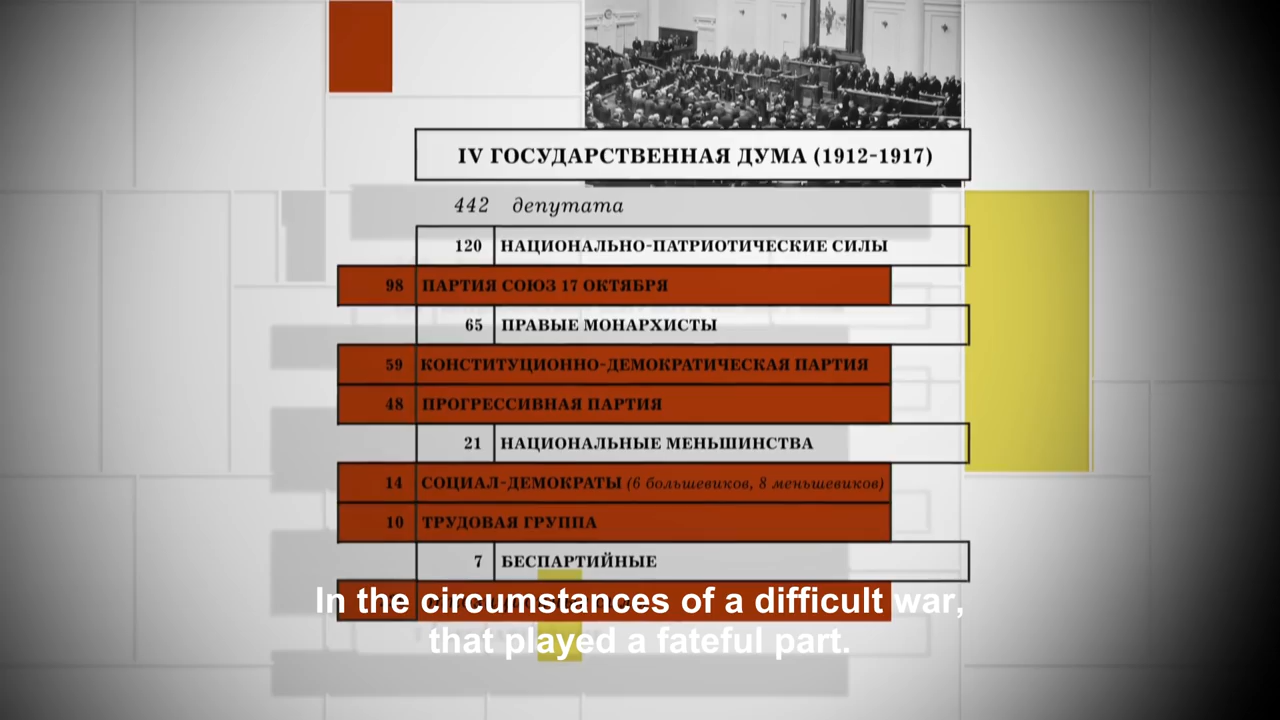 IV ГОСУДАРСТВЕННАЯ ДУМА (1912-1917)
442 депутата
120 НАЦИОНАЛЬНО-ПАТРИОТИЧЕСКИЕ СИЛЫ
98 ПАРТИЯ СОЮЗ 17 ОКТЯБРЯ
65 ПРАВЫЕ МОНАРХИСТЫ
59 КОНСТИТУЦИОННО-ДЕМОКРАТИЧЕСКАЯ ПАРТИЯ
48 ПРОГРЕССИВНАЯ ПАРТИЯ
21 НАЦИОНАЛЬНЫЕ МЕНЬШИНСТВА
14 СОЦИАЛ-ДЕМОКРАТЫ (6 большевиков, 8 меньшевиков)
10 ТРУДОВАЯ ГРУППА
7 БЕСПАРТИЙНЫЕ
In the circumstances of a difficult war,
that played a fateful part.